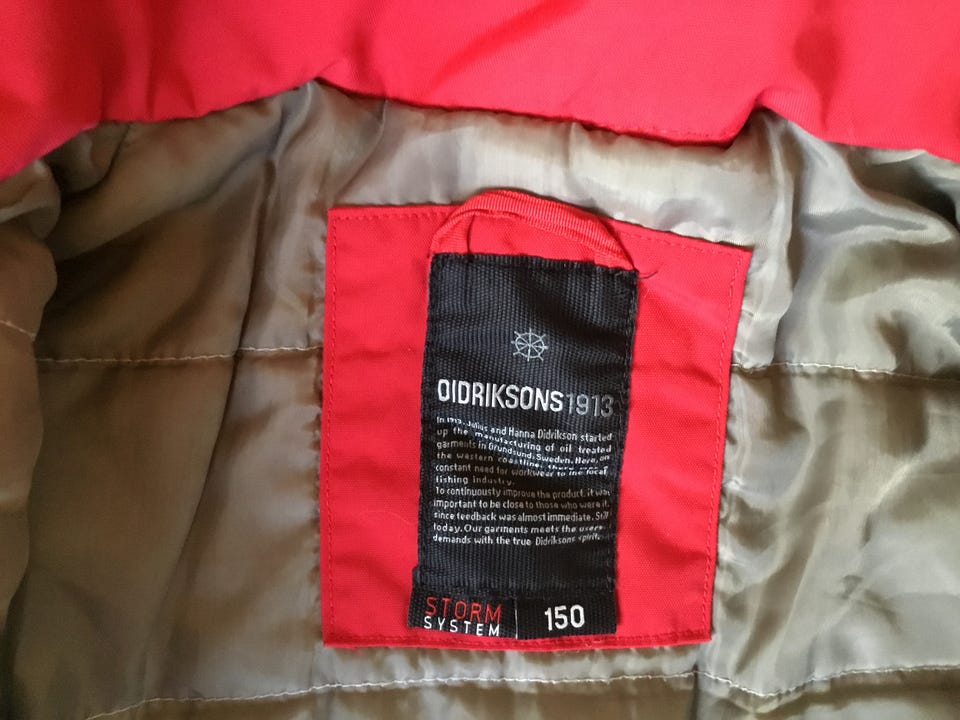 DIDRIKSONS1913
In 1913, Julius and Hanna Didrikson started
up the manufacturing of oil treated
garments in Grundsund, Sweden. Here, on
the western coastline, there was a
constant need for workwear to the local
fishing industry.
To continuously improve the product, it was
important to be close to those who wore it,
since feedback was almost immediate. Still
today. Our garments meets the users
demands with the true Didriksons spirit.
STORM
SYSTEM
150